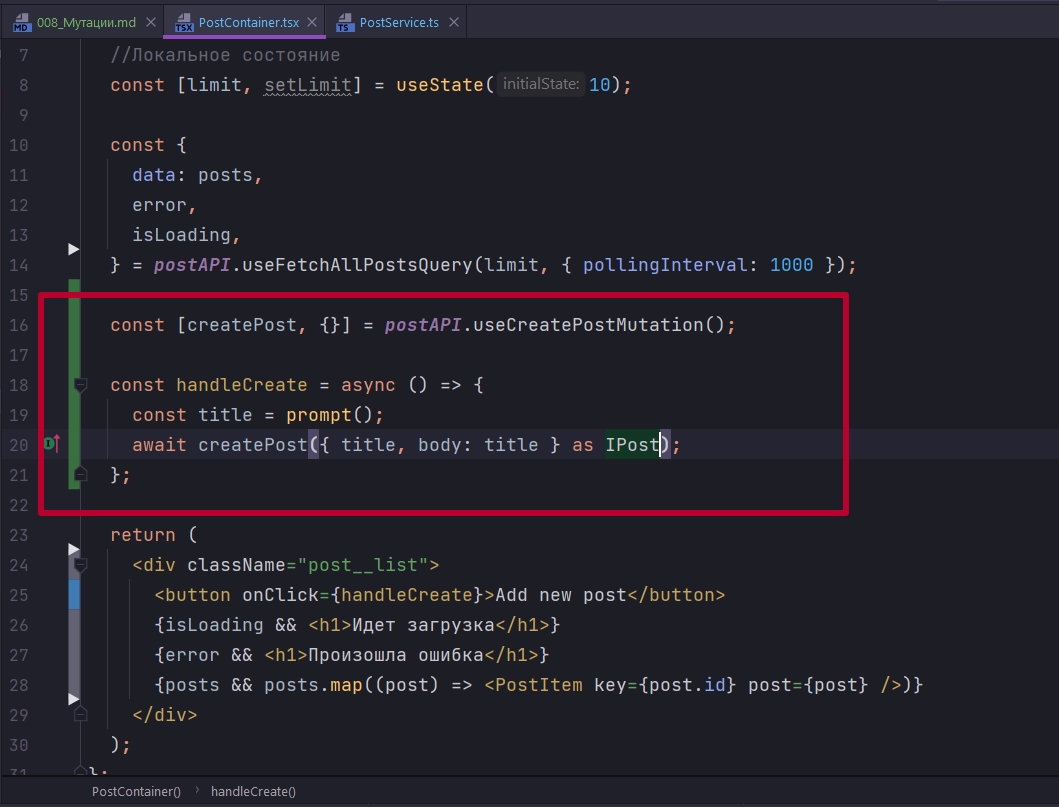 008_Мутации.md PostContainer.tsx PostService.ts
7 //Локальное состояние
8 const [limit, setLimit] = useState( initialState: 10);
9
10 const {
11 data: posts,
12 error,
13 isLoading,
14 } = postAPI.useFetchAllPostsQuery(limit, { pollingInterval: 1000 });
15
16 const [createPost, {}] = postAPI.useCreatePostMutation();
17
18 const handleCreate = async () => {
19 const title = prompt();
20 await createPost({ title, body: title } as IPost);
21 };
22
23 return (
24 <div className="post__list">
25 <button onClick={handleCreate}>Add new post</button>
26 {isLoading && <h1>Идет загрузка</h1>}
27 {error && <h1>Произошла ошибка</h1>}
28 {posts && posts.map((post) => <PostItem key={post.id} post={post} />)}
29 </div>
30 );
31 };
PostContainer() › handleCreate()